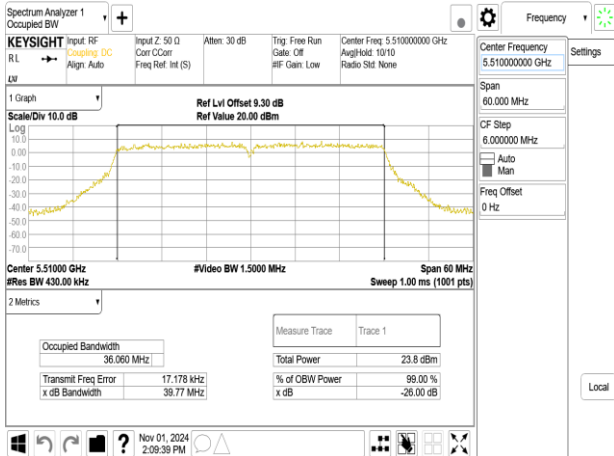 Spectrum Analyzer 1
Occupied BW
Frequency
KEYSIGHT
RL
Input: RF
Coupling: DC
Align: Auto
Input Z: 50 Ω
Corr CCorr
Freq Ref: Int (S)
Atten: 30 dB
Trig: Free Run
Gate: Off
#IF Gain: Low
Center Freq: 5.510000000 GHz
Avg|Hold: 10/10
Radio Std: None
Center Frequency
5.510000000 GHz
Settings
Span
60.000 MHz
CF Step
6.000000 MHz
Auto
Man
Freq Offset
0 Hz
Local
1 Graph
Scale/Div 10.0 dB
Ref Lvl Offset 9.30 dB
Ref Value 20.00 dBm
Log
10.0
0.00
-10.0
-20.0
-30.0
-40.0
-50.0
-60.0
-70.0
Center 5.51000 GHz
#Video BW 1.5000 MHz
Span 60 MHz
#Res BW 430.00 kHz
Sweep 1.00 ms (1001 pts)
2 Metrics
Measure Trace Trace 1
Occupied Bandwidth
36.060 MHz
Total Power 23.8 dBm
Transmit Freq Error 17.178 kHz
% of OBW Power 99.00 %
x dB Bandwidth 39.77 MHz
x dB -26.00 dB
?
Nov 01, 2024
2:09:39 PM